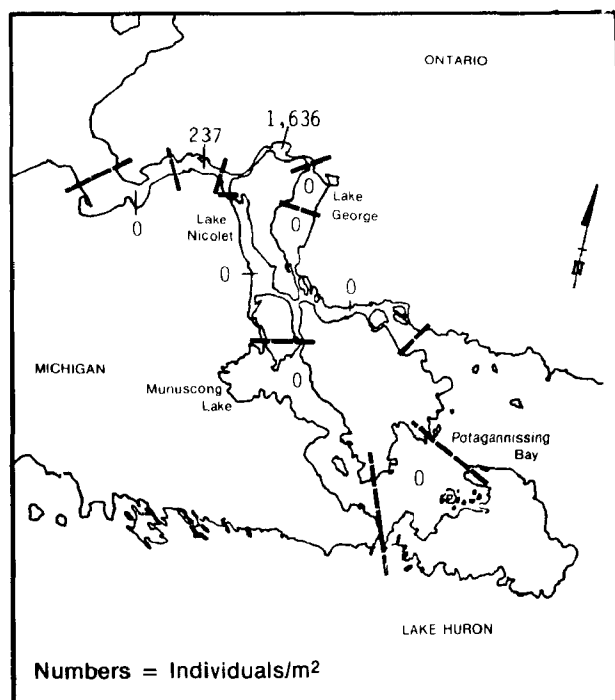 ONTARIO
1,636
237
0
Lake
George
0
Lake
Nicolet
0
0
0
N
MICHIGAN
Munuscong
Lake
0
Potagannissing
Bay
0
LAKE HURON
Numbers = Individuals/m²